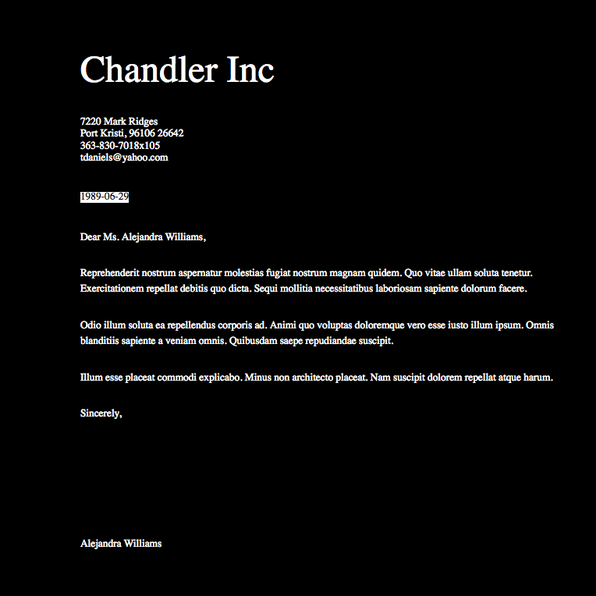 Chandler Inc
7220 Mark Ridges
Port Kristi, 96106 26642
363-830-7018x105
tdaniels@yahoo.com
1989-06-29
Dear Ms. Alejandra Williams,
Reprehenderit nostrum aspernatur molestias fugiat nostrum magnam quidem. Quo vitae ullam soluta tenetur.
Exercitationem repellat debitis quo dicta. Sequi mollitia necessitatibus laboriosam sapiente dolorum facere.
Odio illum soluta ea repellendus corporis ad. Animi quo voluptas doloremque vero esse iusto illum ipsum. Omnis
blanditiis sapiente a veniam omnis. Quibusdam saepe repudiandae suscipit.
Illum esse placeat commodi explicabo. Minus non architecto placeat. Nam suscipit dolorem repellat atque harum.
Sincerely,
Alejandra Williams